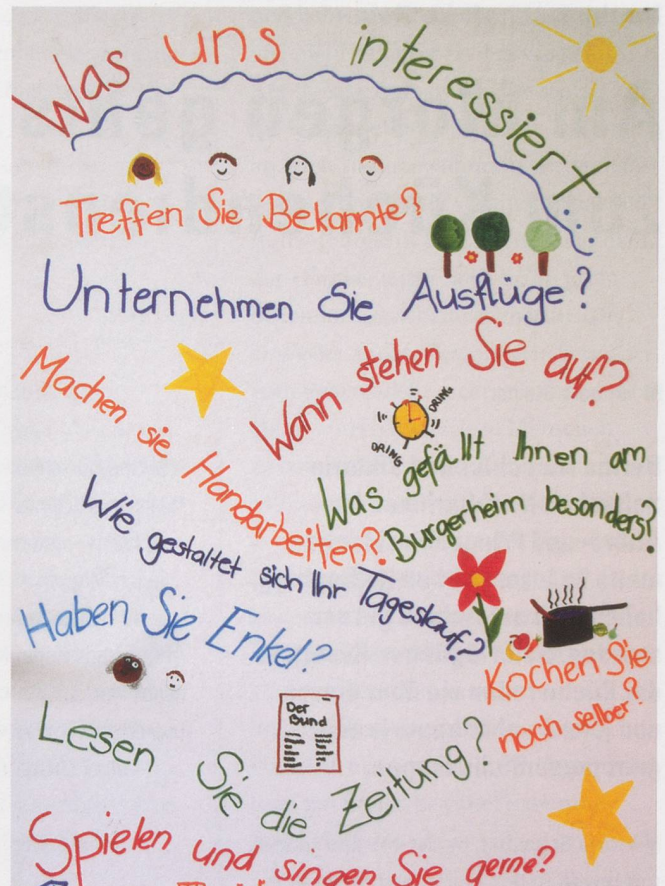 Was uns interessiert...
Treffen Sie Bekannte?
Unternehmen Sie Ausflüge?
Wann stehen Sie auf?
DRING
DRING
Machen sie Handarbeiten?
Was gefällt Ihnen am
Burgerheim besonders?
Wie gestaltet sich Ihr Tageslauf?
Haben Sie Enkel?
Kochen Sie
noch selber?
Der
Bund
Lesen Sie die Zeitung?
Spielen und singen Sie gerne?